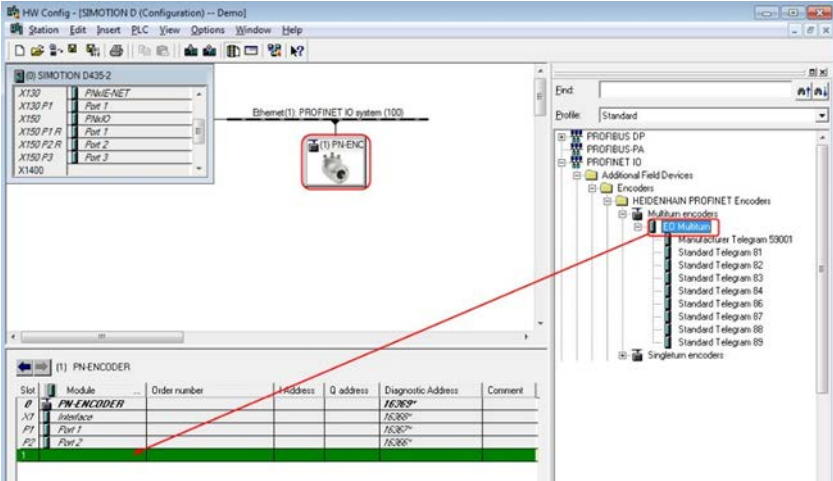 HW Config - [SIMOTION D (Configuration) -- Demo]
Station Edit Insert PLC View Options Window Help
(0) SIMOTION D435-2
X130 PNxIE-NET
X130 P1 Port 1
X150 PNxIO
X150 P1 R Port 1
X150 P2 R Port 2
X150 P3 Port 3
X1400
Ethernet(1): PROFINET IO system (100)
(1) PN-ENC
Find:
Profile: Standard
PROFIBUS DP
PROFIBUS-PA
PROFINET IO
Additional Field Devices
Encoders
HEIDENHAIN PROFINET Encoders
Multiturn encoders
EO Multiturn
Manufacturer Telegram 59001
Standard Telegram 81
Standard Telegram 82
Standard Telegram 83
Standard Telegram 84
Standard Telegram 86
Standard Telegram 87
Standard Telegram 88
Standard Telegram 89
Singleturn encoders
(1) PN-ENCODER
Slot Module ... Order number I Address Q address Diagnostic Address Comment
0 PN-ENCODER 16369*
X1 Interface 16368*
P1 Port 1 16367*
P2 Port 2 16366*
1